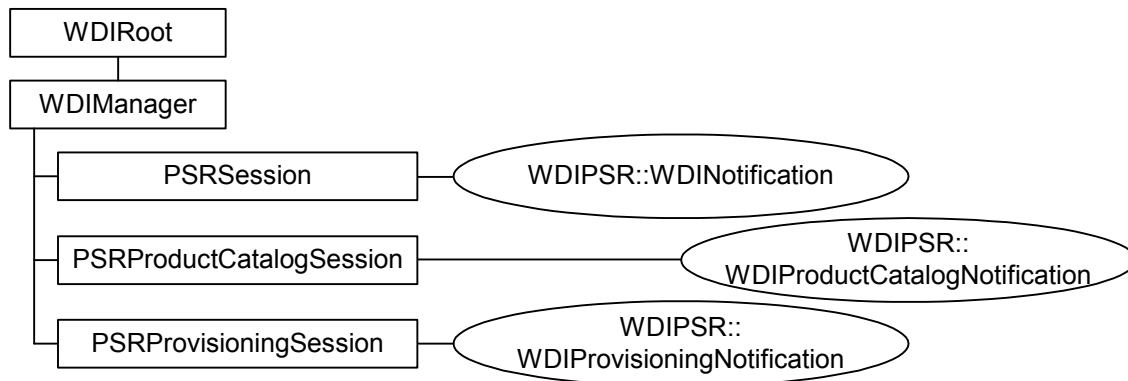 WDIRoot
WDIManager
PSRSession
WDIPSR::WDINotification
PSRProductCatalogSession
WDIPSR::
WDIProductCatalogNotification
PSRProvisioningSession
WDIPSR::
WDIProvisioningNotification